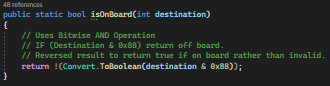 48 references
public static bool isOnBoard(int destination)
{
// Uses Bitwise AND Operation
// IF (Destination & 0x88) return off board.
// Reversed result to return true if on board rather than invalid.
return !(Convert.ToBoolean(destination & 0x88));
}